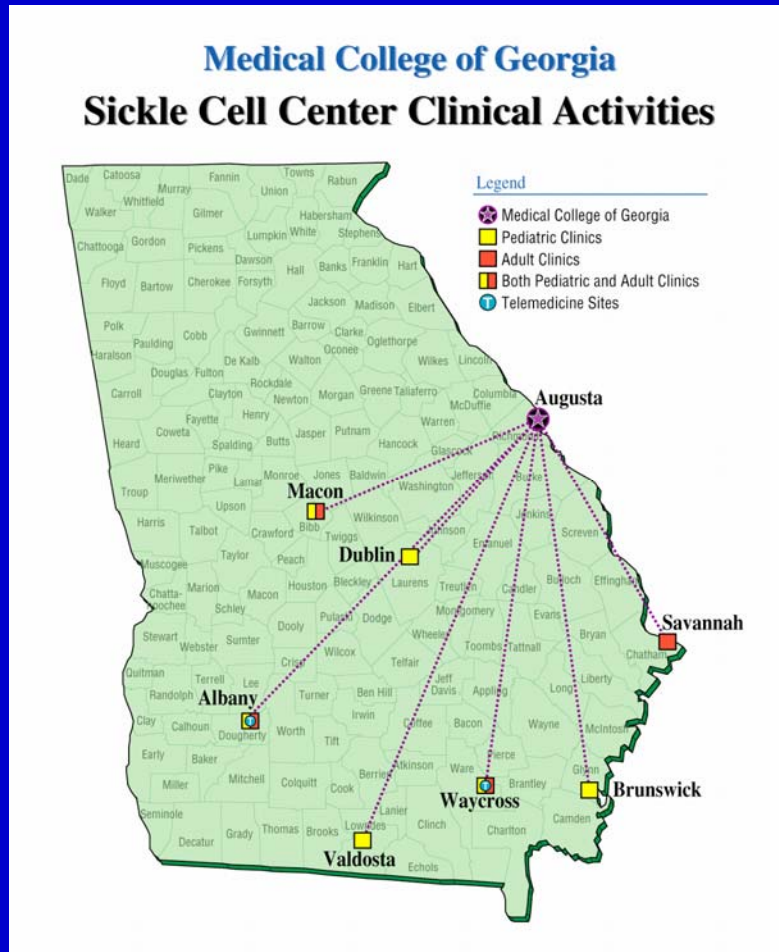 Medical College of Georgia
Sickle Cell Center Clinical Activities
Legend
Medical College of Georgia
Pediatric Clinics
Adult Clinics
Both Pediatric and Adult Clinics
T Telemedicine Sites
Dade
Catoosa
Fannin
Towns
Rabun
Murray
Union
Whitfield
Walker
Gilmer
Habersham
Lumpkin
White
Stephens
Chattooga
Gordon
Pickens
Dawson
Hall
Banks
Franklin
Hart
Floyd
Bartow
Cherokee
Forsyth
Jackson
Madison
Elbert
Polk
Paulding
Cobb
Gwinnett
Barrow
Clarke
Oconee
Oglethorpe
Haralson
De Kalb
Walton
Wilkes
Lincoln
Douglas
Fulton
Rockdale
Carroll
Clayton
Newton
Morgan
Greene
Taliaferro
Columbia
McDuffie
Augusta
Fayette
Henry
Warren
Coweta
Jasper
Putnam
Richmond
Heard
Spalding
Butts
Hancock
Glascock
Pike
Meriwether
Lamar
Monroe
Jones
Baldwin
Jefferson
Burke
Washington
Troup
Macon
Upson
Wilkinson
Jenkins
Harris
Talbot
Crawford
Bibb
Twiggs
Johnson
Screven
Emanuel
Taylor
Peach
Dublin
Muscogee
Houston
Bleckley
Laurens
Treutlen
Candler
Bulloch
Effingham
Chatta-
hoochee
Marion
Macon
Schley
Pulaski
Dodge
Montgomery
Evans
Dooly
Savannah
Stewart
Webster
Sumter
Wheeler
Toombs
Tattnall
Bryan
Chatham
Crisp
Wilcox
Telfair
Quitman
Terrell
Lee
Jeff
Davis
Appling
Long
Liberty
Randolph
Turner
Ben Hill
Albany
T
Clay
Calhoun
Dougherty
Worth
Irwin
Coffee
Bacon
Wayne
McIntosh
Tift
Early
Baker
Pierce
Atkinson
Ware
Glynn
Miller
Mitchell
Colquitt
Cook
Berrien
T
Brantley
Brunswick
Waycross
Seminole
Lanier
Camden
Decatur
Grady
Thomas
Brooks
Lowndes
Clinch
Charlton
Valdosta
Echols